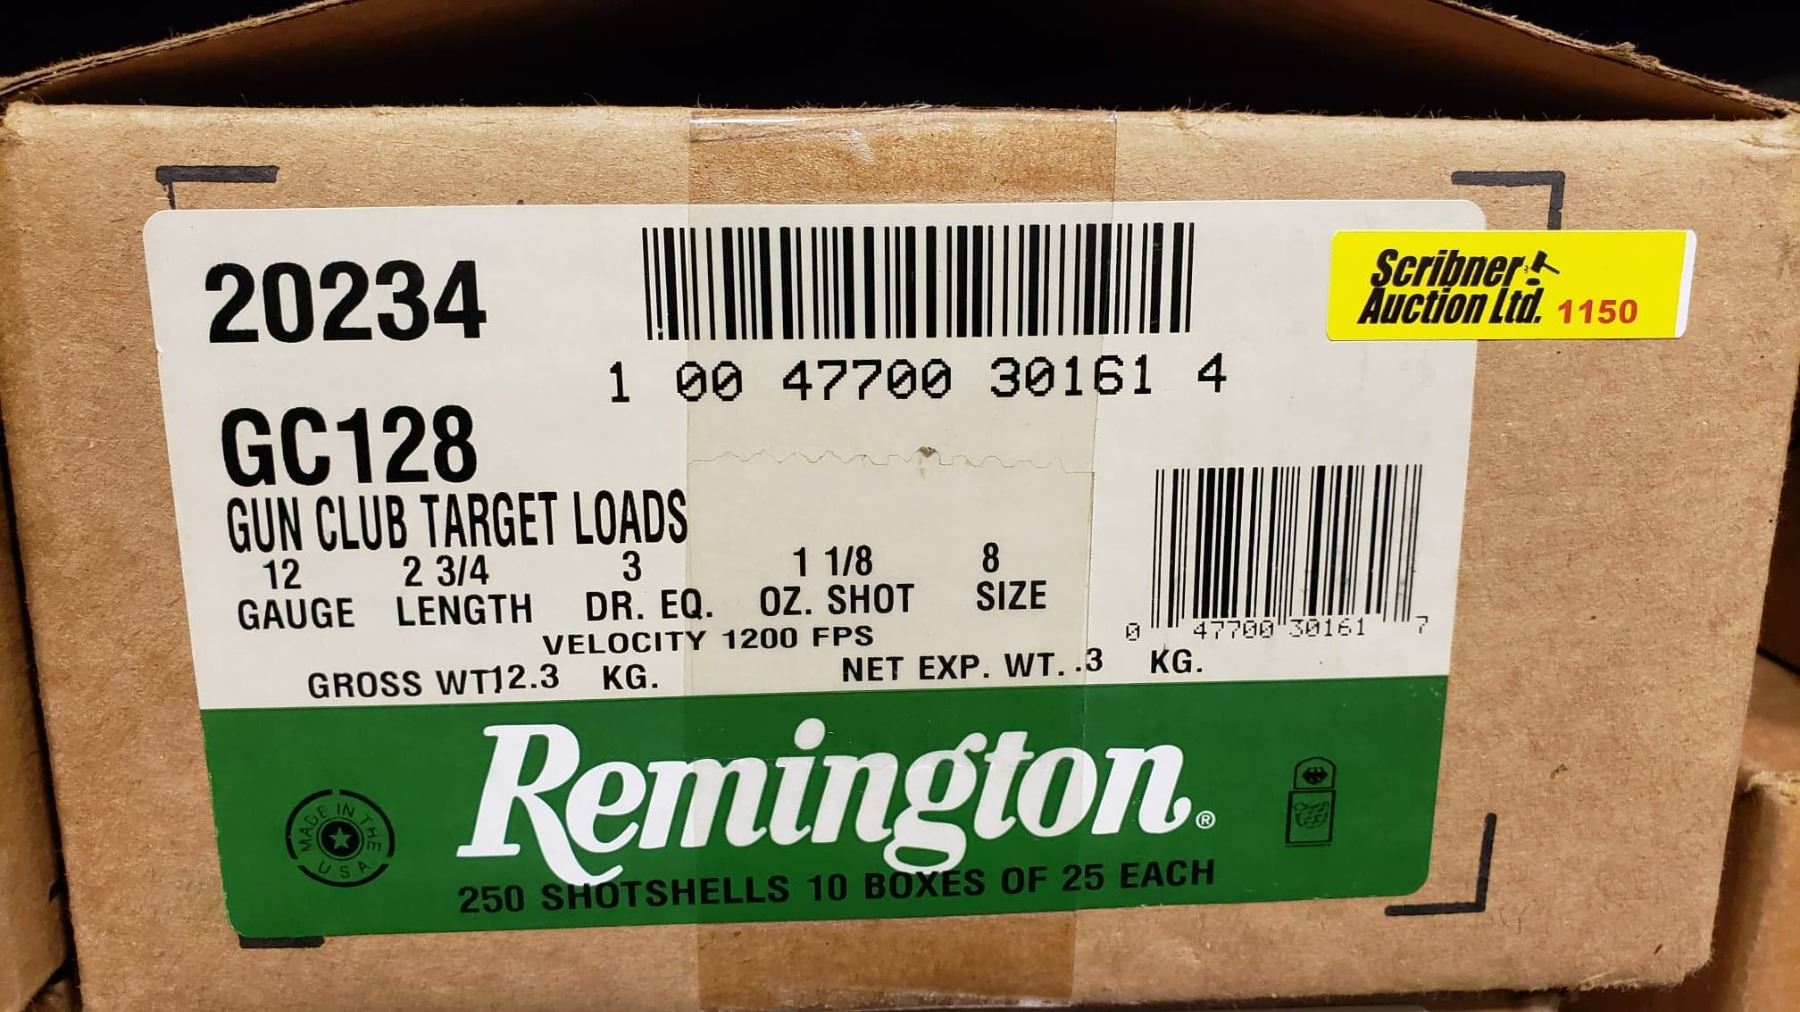 20234
1 00 47700 30161 4
Scribner
Auction Ltd. 1150
GC128
GUN CLUB TARGET LOADS
12 2 3/4 3 1 1/8 8
GAUGE LENGTH DR. EQ. OZ. SHOT SIZE
VELOCITY 1200 FPS
GROSS WT12.3 KG. NET EXP. WT. .3 KG.
0 47700 30161 7
Remington®
MADE IN THE U.S.A.
250 SHOTSHELLS 10 BOXES OF 25 EACH